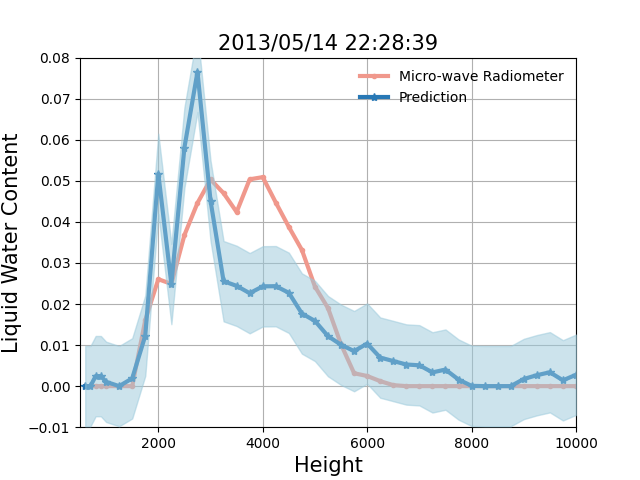 2013/05/14 22:28:39
Micro-wave Radiometer
Prediction
Liquid Water Content
0.08
0.07
0.06
0.05
0.04
0.03
0.02
0.01
0.00
−0.01
2000 4000 6000 8000 10000
Height